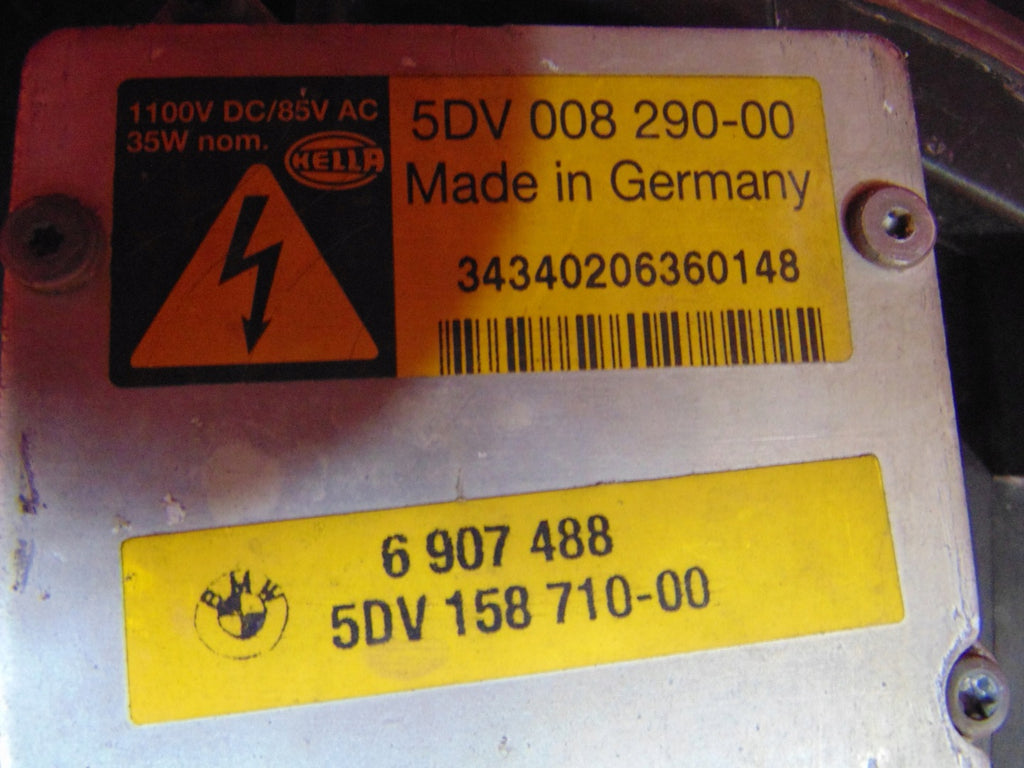 1100V DC/85V AC
35W nom.
HELLA
5DV 008 290-00
Made in Germany
34340206360148
BMW
6 907 488
5DV 158 710-00